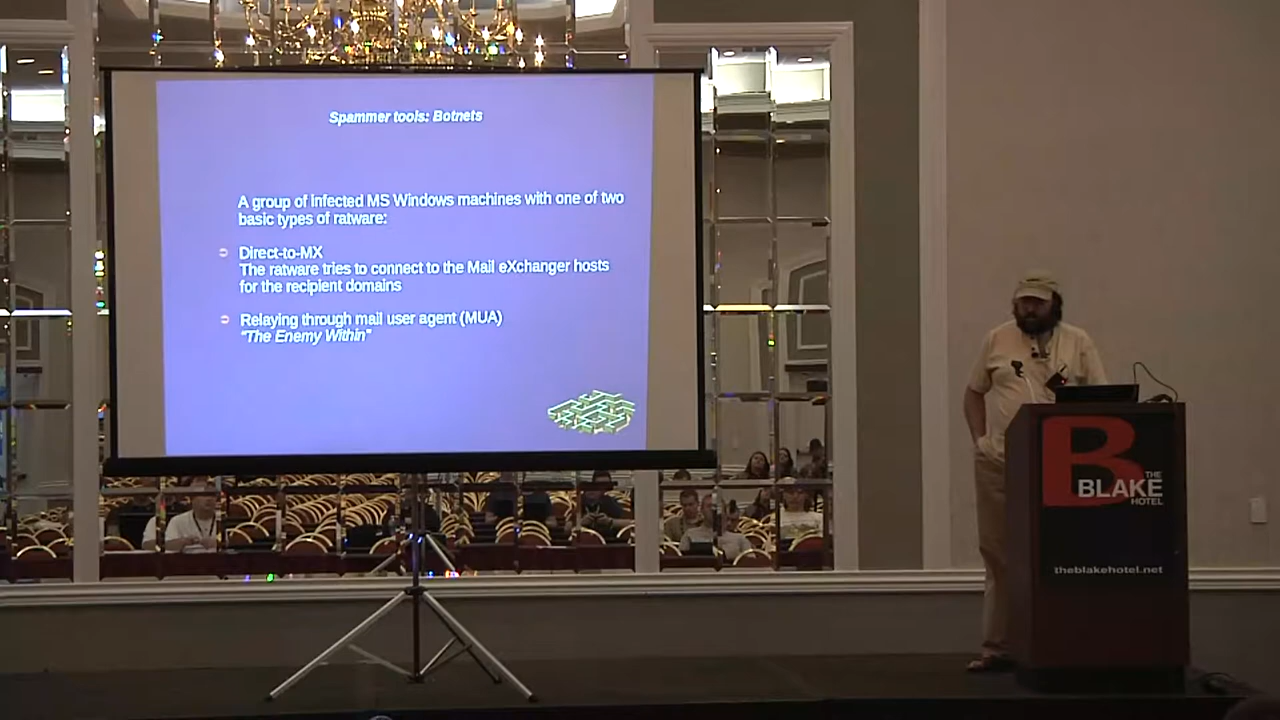 Spammer tools: Botnets
A group of infected MS Windows machines with one of two
basic types of ratware:
Direct-to-MX
The ratware tries to connect to the Mail eXchanger hosts
for the recipient domains
Relaying through mail user agent (MUA)
"The Enemy Within"
B
THE
BLAKE
HOTEL
theblakehotel.net